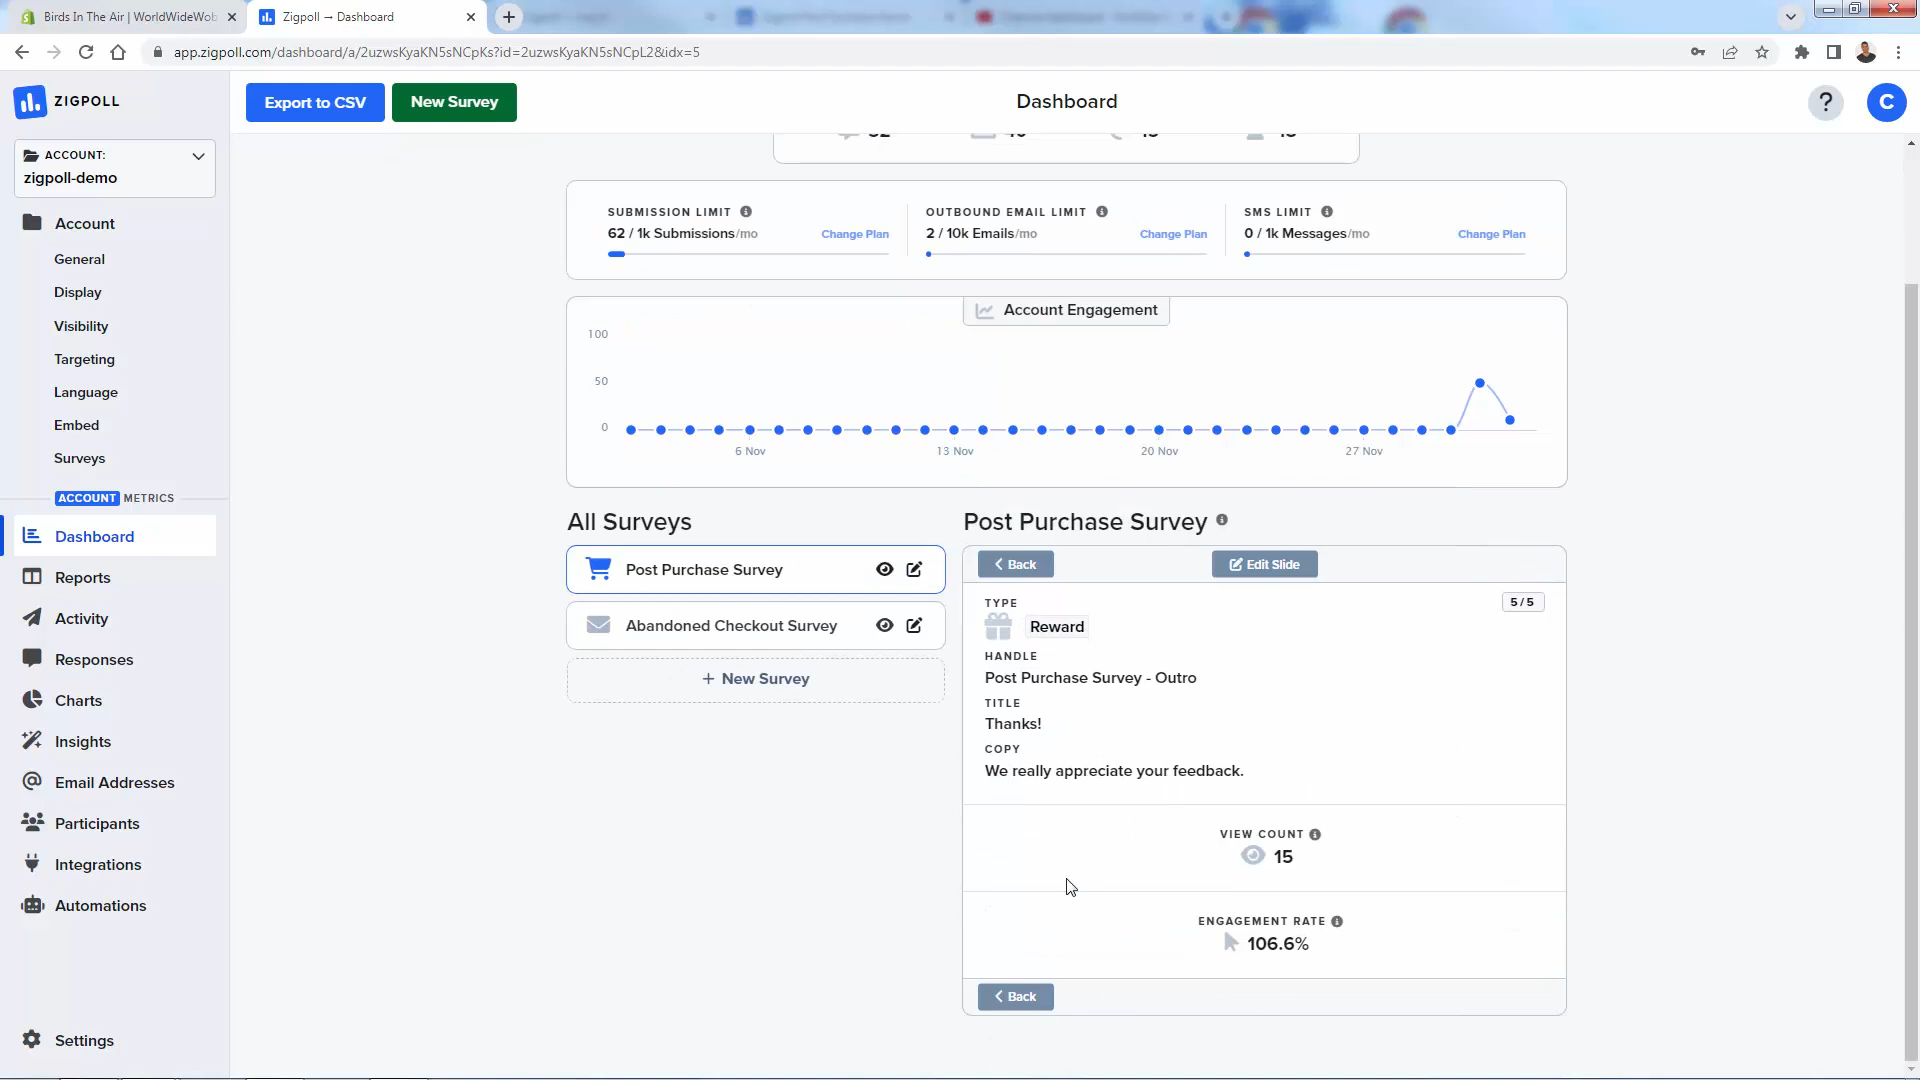 Birds In The Air | WorldWideWob
Zigpoll → Dashboard
app.zigpoll.com/dashboard/a/2uzwsKyaKN5sNCpKs?id=2uzwsKyaKN5sNCpL2&idx=5
ZIGPOLL
Export to CSV
New Survey
Dashboard
?
C
ACCOUNT:
zigpoll-demo
Account
General
Display
Visibility
Targeting
Language
Embed
Surveys
ACCOUNT METRICS
Dashboard
Reports
Activity
Responses
Charts
Insights
Email Addresses
Participants
Integrations
Automations
Settings
SUBMISSION LIMIT
62 / 1k Submissions/mo
Change Plan
OUTBOUND EMAIL LIMIT
2 / 10k Emails/mo
Change Plan
SMS LIMIT
0 / 1k Messages/mo
Change Plan
Account Engagement
100
50
0
6 Nov
13 Nov
20 Nov
27 Nov
All Surveys
Post Purchase Survey
Abandoned Checkout Survey
+ New Survey
Post Purchase Survey
Back
Edit Slide
TYPE
5 / 5
Reward
HANDLE
Post Purchase Survey - Outro
TITLE
Thanks!
COPY
We really appreciate your feedback.
VIEW COUNT
15
ENGAGEMENT RATE
106.6%
Back